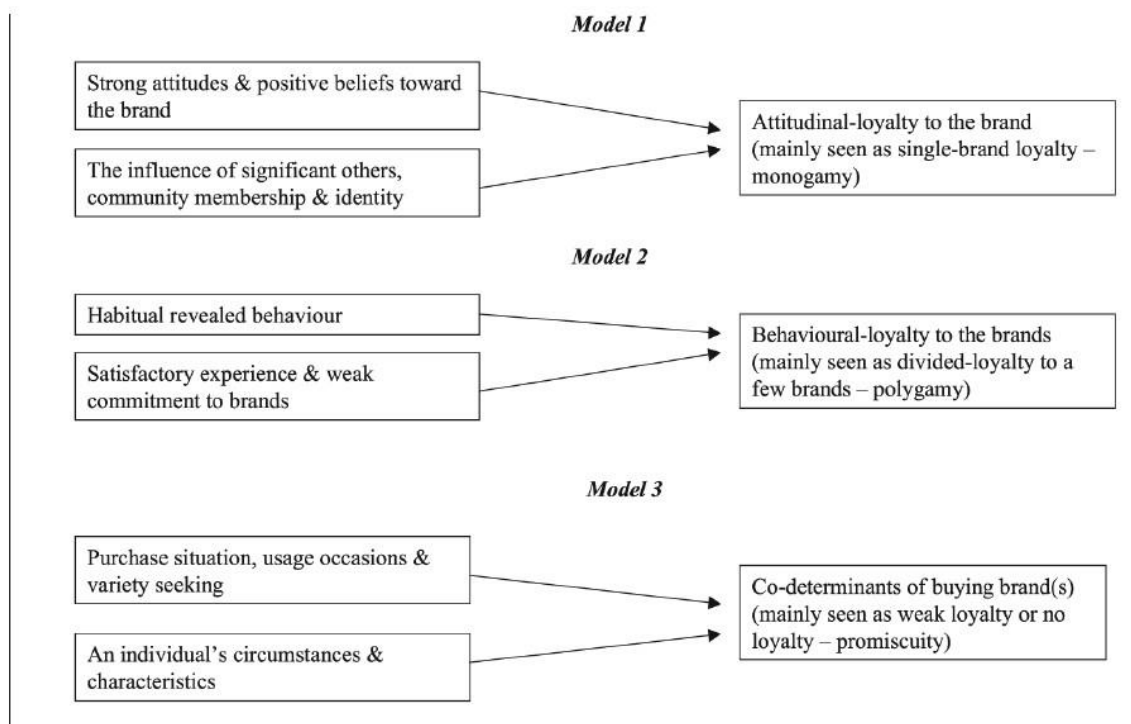 Model 1
Strong attitudes & positive beliefs toward
the brand
The influence of significant others,
community membership & identity
Attitudinal-loyalty to the brand
(mainly seen as single-brand loyalty –
monogamy)
Model 2
Habitual revealed behaviour
Satisfactory experience & weak
commitment to brands
Behavioural-loyalty to the brands
(mainly seen as divided-loyalty to a
few brands – polygamy)
Model 3
Purchase situation, usage occasions &
variety seeking
An individual’s circumstances &
characteristics
Co-determinants of buying brand(s)
(mainly seen as weak loyalty or no
loyalty – promiscuity)